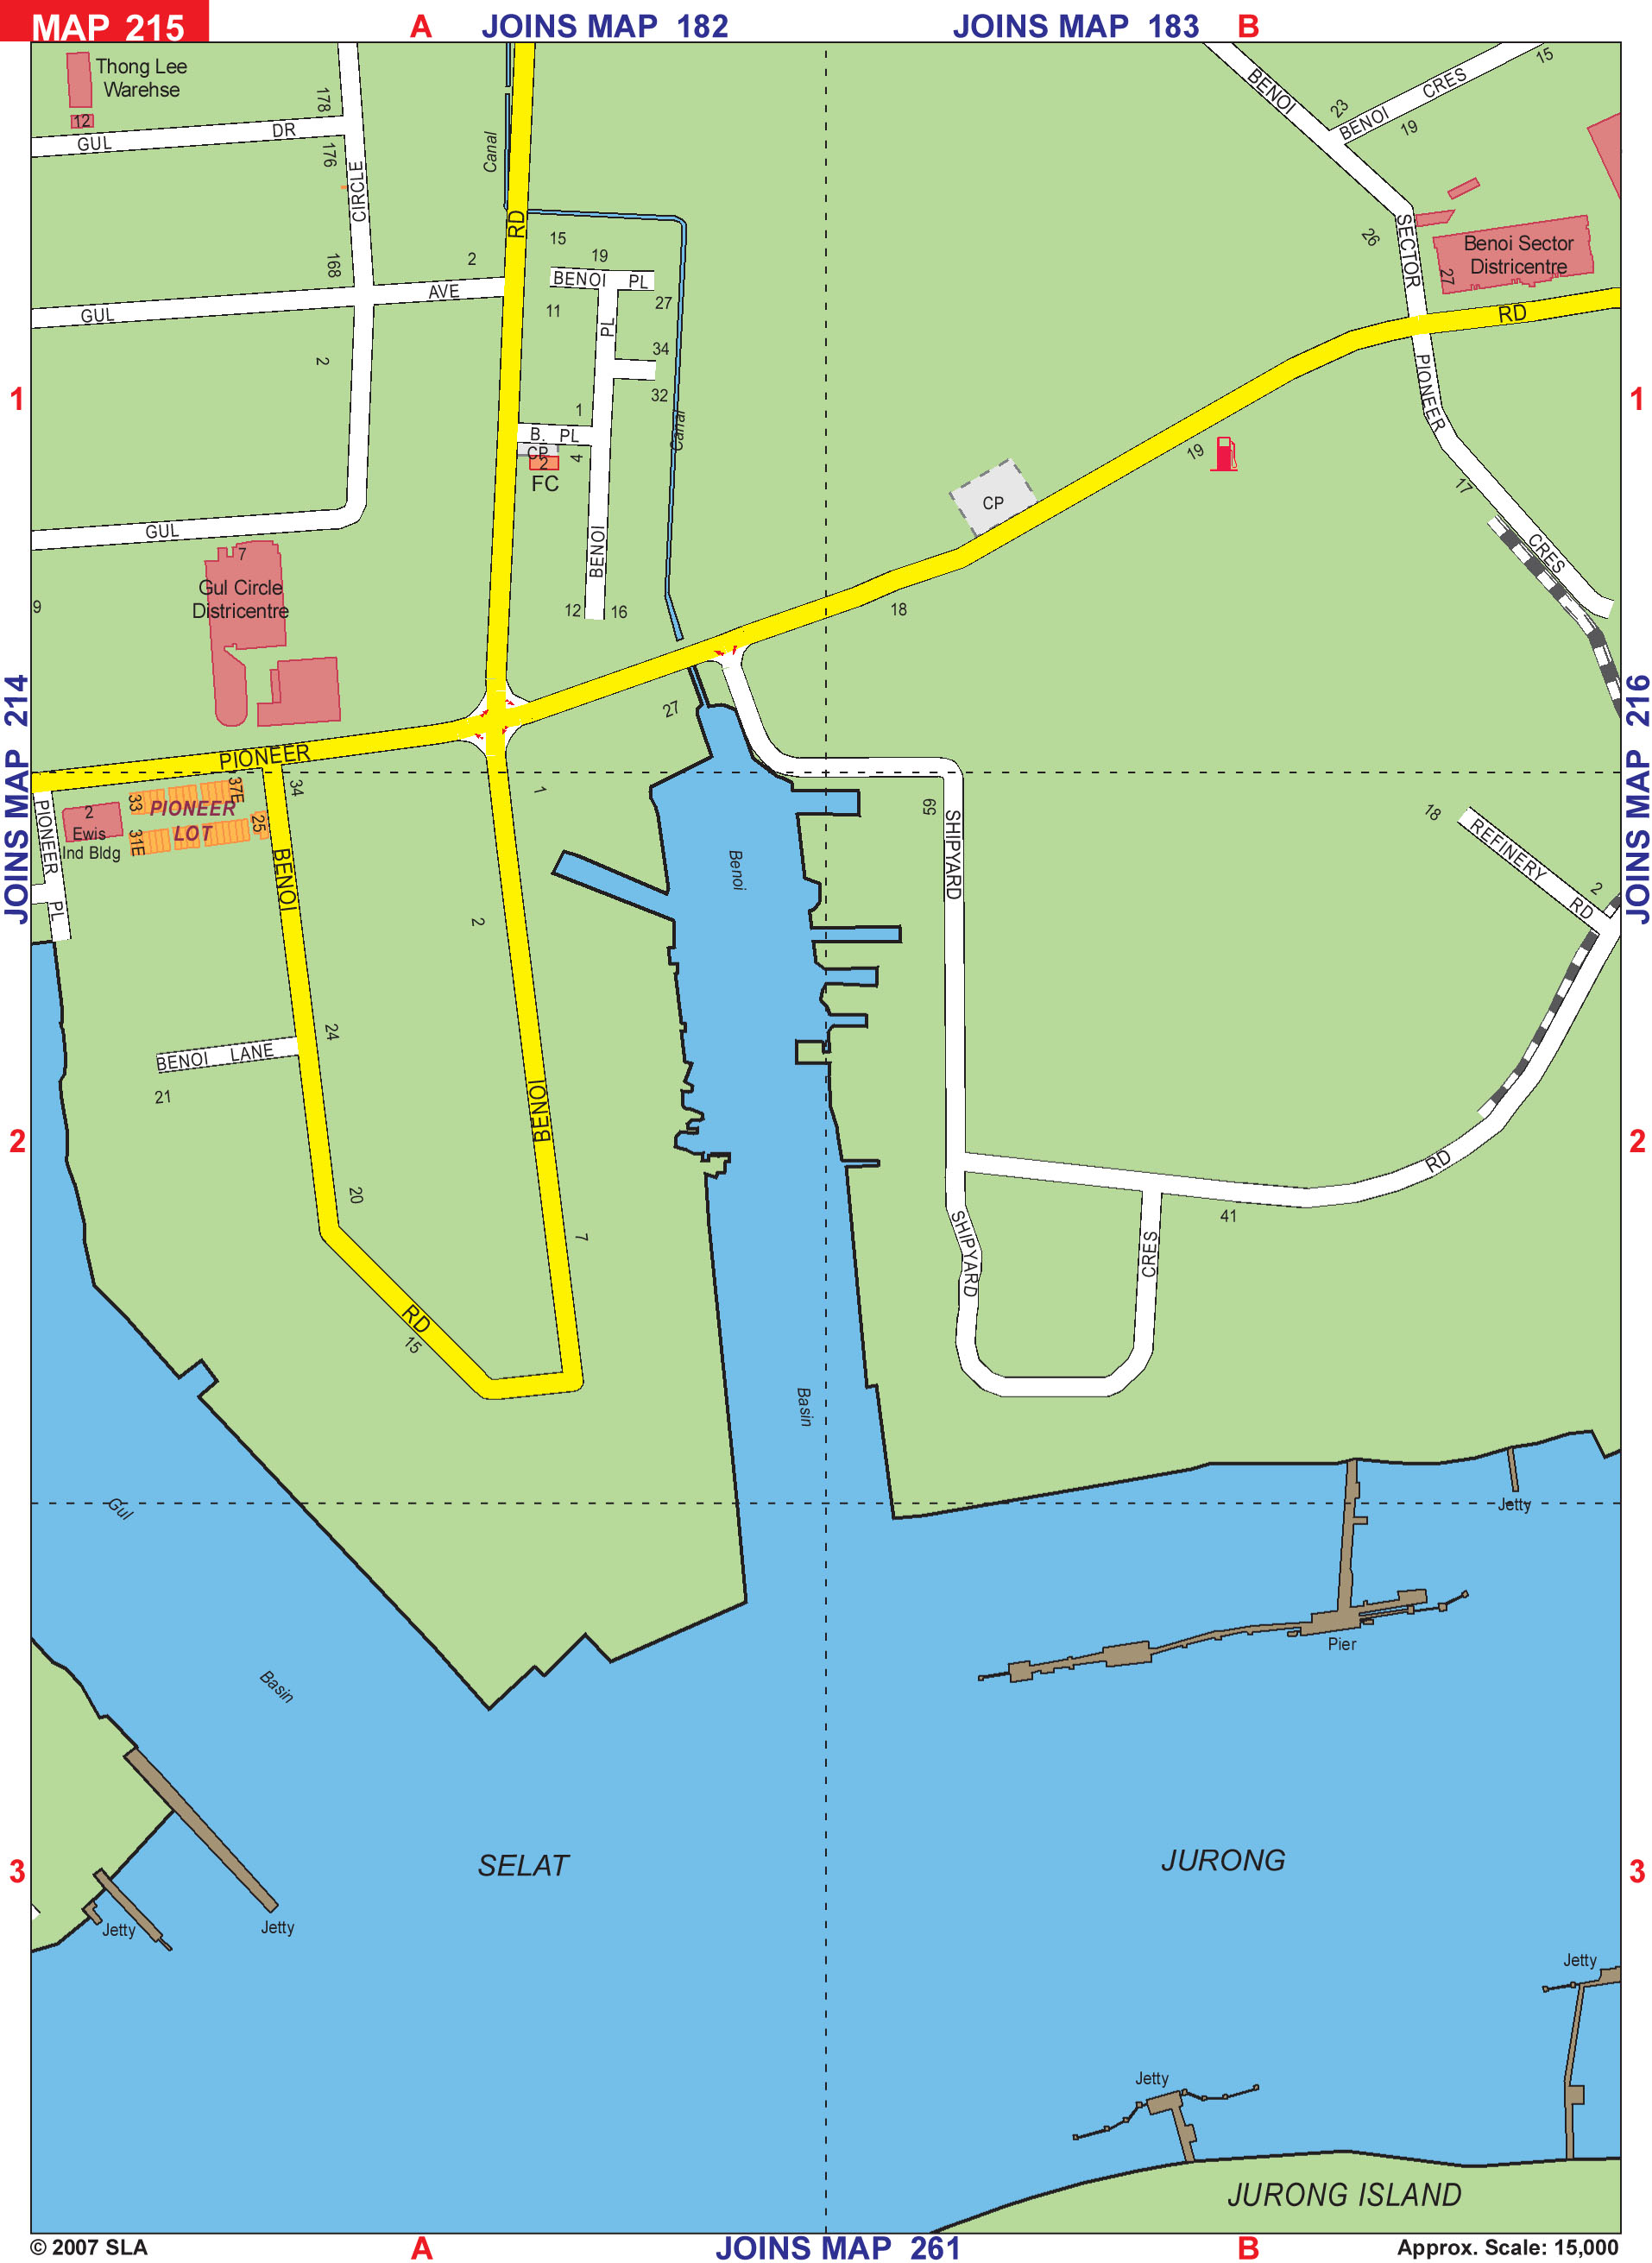 MAP 215
A
JOINS MAP 182
JOINS MAP 183
B
Thong Lee
Warehse
12
178
GUL DR
176
CIRCLE
168
Canal
RD
2
GUL AVE
2
15
19
BENOI PL
11
27
PL
34
32
1
B. PL
CP
2
4
FC
Canal
BENOI
12
16
BENOI
23
BENOI CRES
15
19
SECTOR
26
Benoi Sector
Districentre
27
RD
PIONEER
1
1
19
17
CP
CRES
GUL
7
Gul Circle
Districentre
9
18
JOINS MAP 214
JOINS MAP 216
27
PIONEER
34
1
37E
33
PIONEER
LOT
25
31E
2
Ewis
Ind Bldg
PIONEER
PL
BENOI
2
Benoi
59
SHIPYARD
18
REFINERY RD
2
24
BENOI LANE
21
BENOI
2
2
20
7
RD
15
RD
41
SHIPYARD
CRES
Basin
Gul
Jetty
Pier
Basin
SELAT
JURONG
3
3
Jetty
Jetty
Jetty
Jetty
JURONG ISLAND
© 2007 SLA
A
JOINS MAP 261
B
Approx. Scale: 15,000